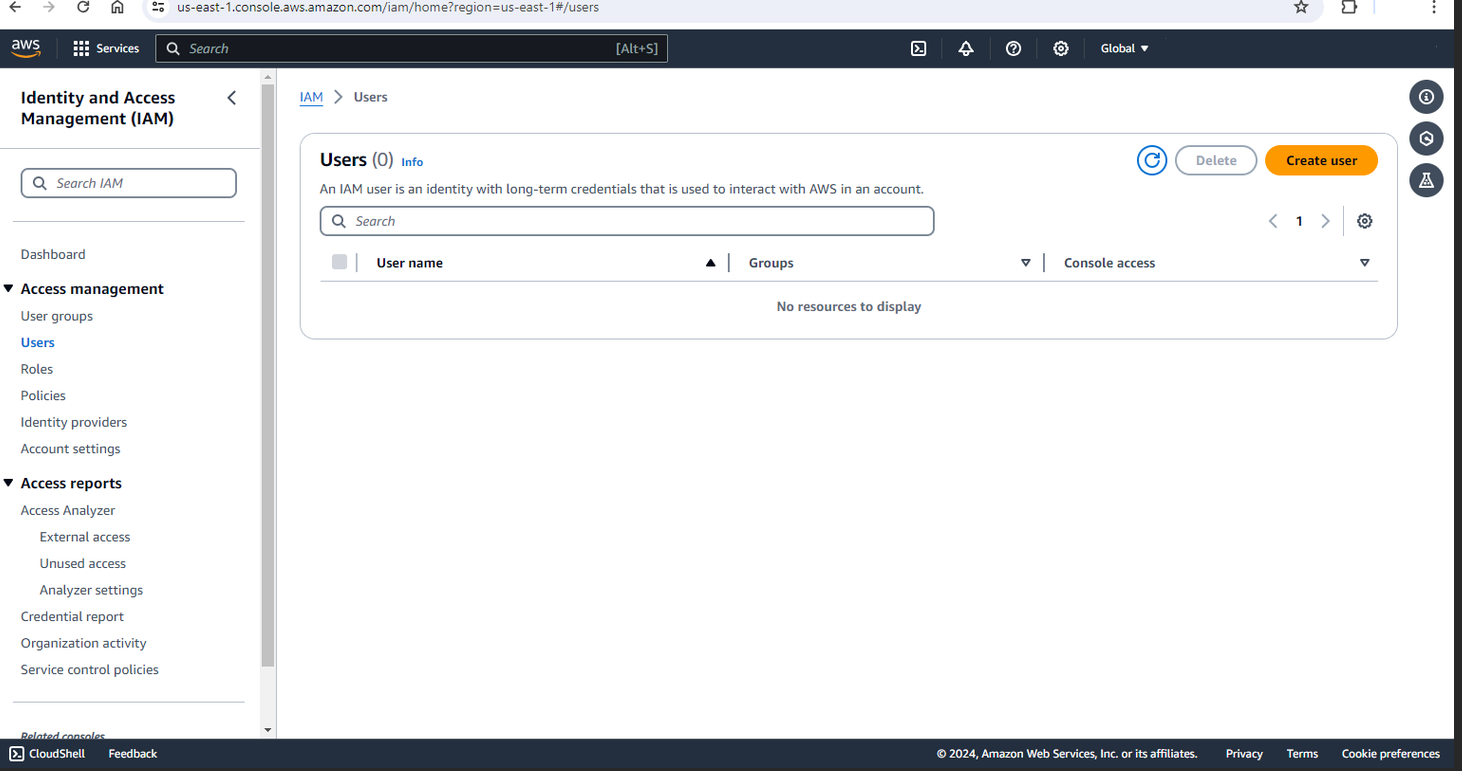 us-east-1.console.aws.amazon.com/iam/home?region=us-east-1#/users
aws
Services
Search
[Alt+S]
Global
Identity and Access
Management (IAM)
Search IAM
Dashboard
Access management
User groups
Users
Roles
Policies
Identity providers
Account settings
Access reports
Access Analyzer
External access
Unused access
Analyzer settings
Credential report
Organization activity
Service control policies
Related consoles
IAM > Users
Users (0) Info
Delete
Create user
An IAM user is an identity with long-term credentials that is used to interact with AWS in an account.
Search
1
User name
Groups
Console access
No resources to display
CloudShell
Feedback
© 2024, Amazon Web Services, Inc. or its affiliates.
Privacy
Terms
Cookie preferences